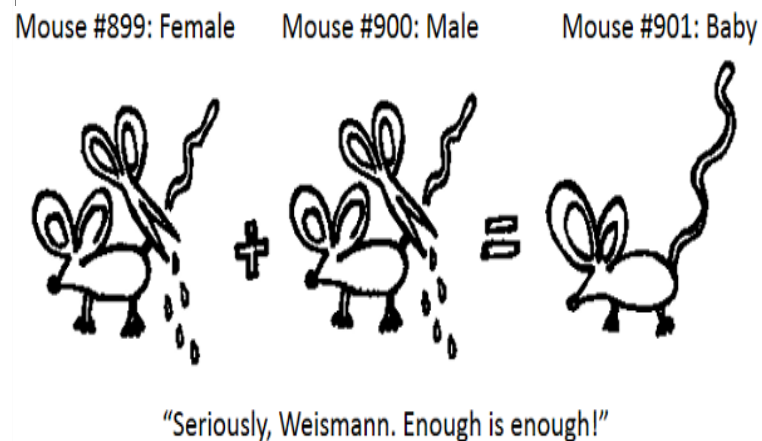 Mouse #899: Female Mouse #900: Male Mouse #901: Baby
“Seriously, Weismann. Enough is enough!”